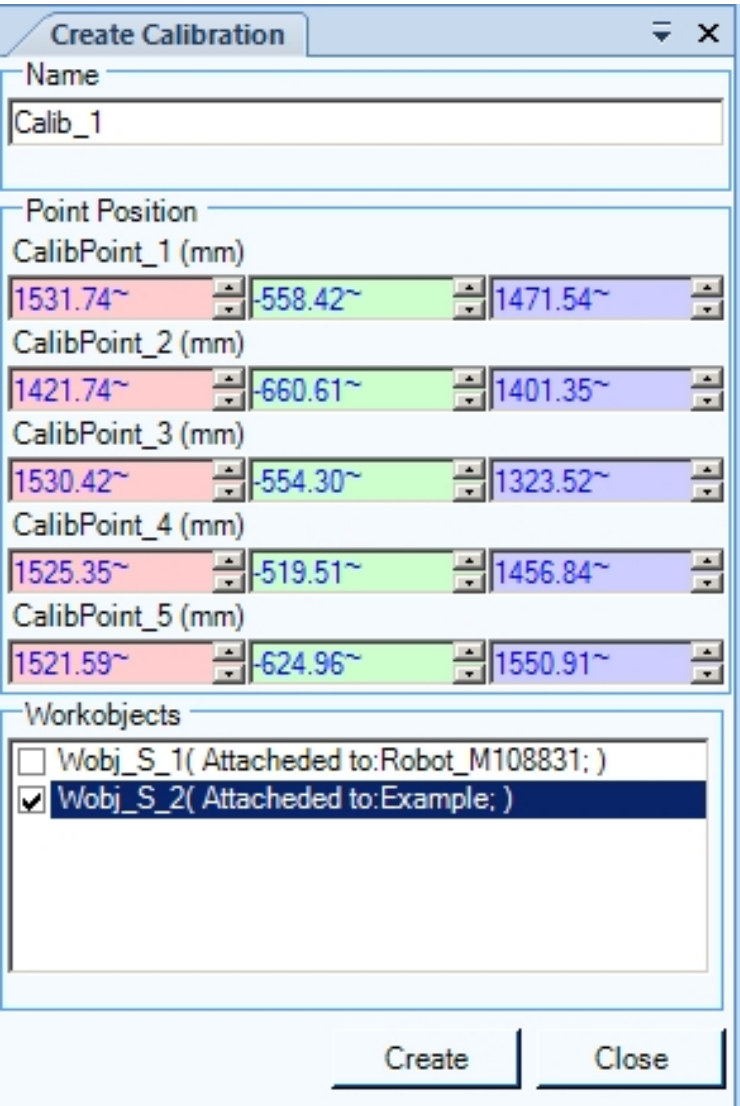 Create Calibration
Name
Calib_1
Point Position
CalibPoint_1 (mm)
1531.74~ -558.42~ 1471.54~
CalibPoint_2 (mm)
1421.74~ -660.61~ 1401.35~
CalibPoint_3 (mm)
1530.42~ -554.30~ 1323.52~
CalibPoint_4 (mm)
1525.35~ -519.51~ 1456.84~
CalibPoint_5 (mm)
1521.59~ -624.96~ 1550.91~
Workobjects
Wobj_S_1( Attacheded to:Robot_M108831; )
Wobj_S_2( Attacheded to:Example; )
Create Close